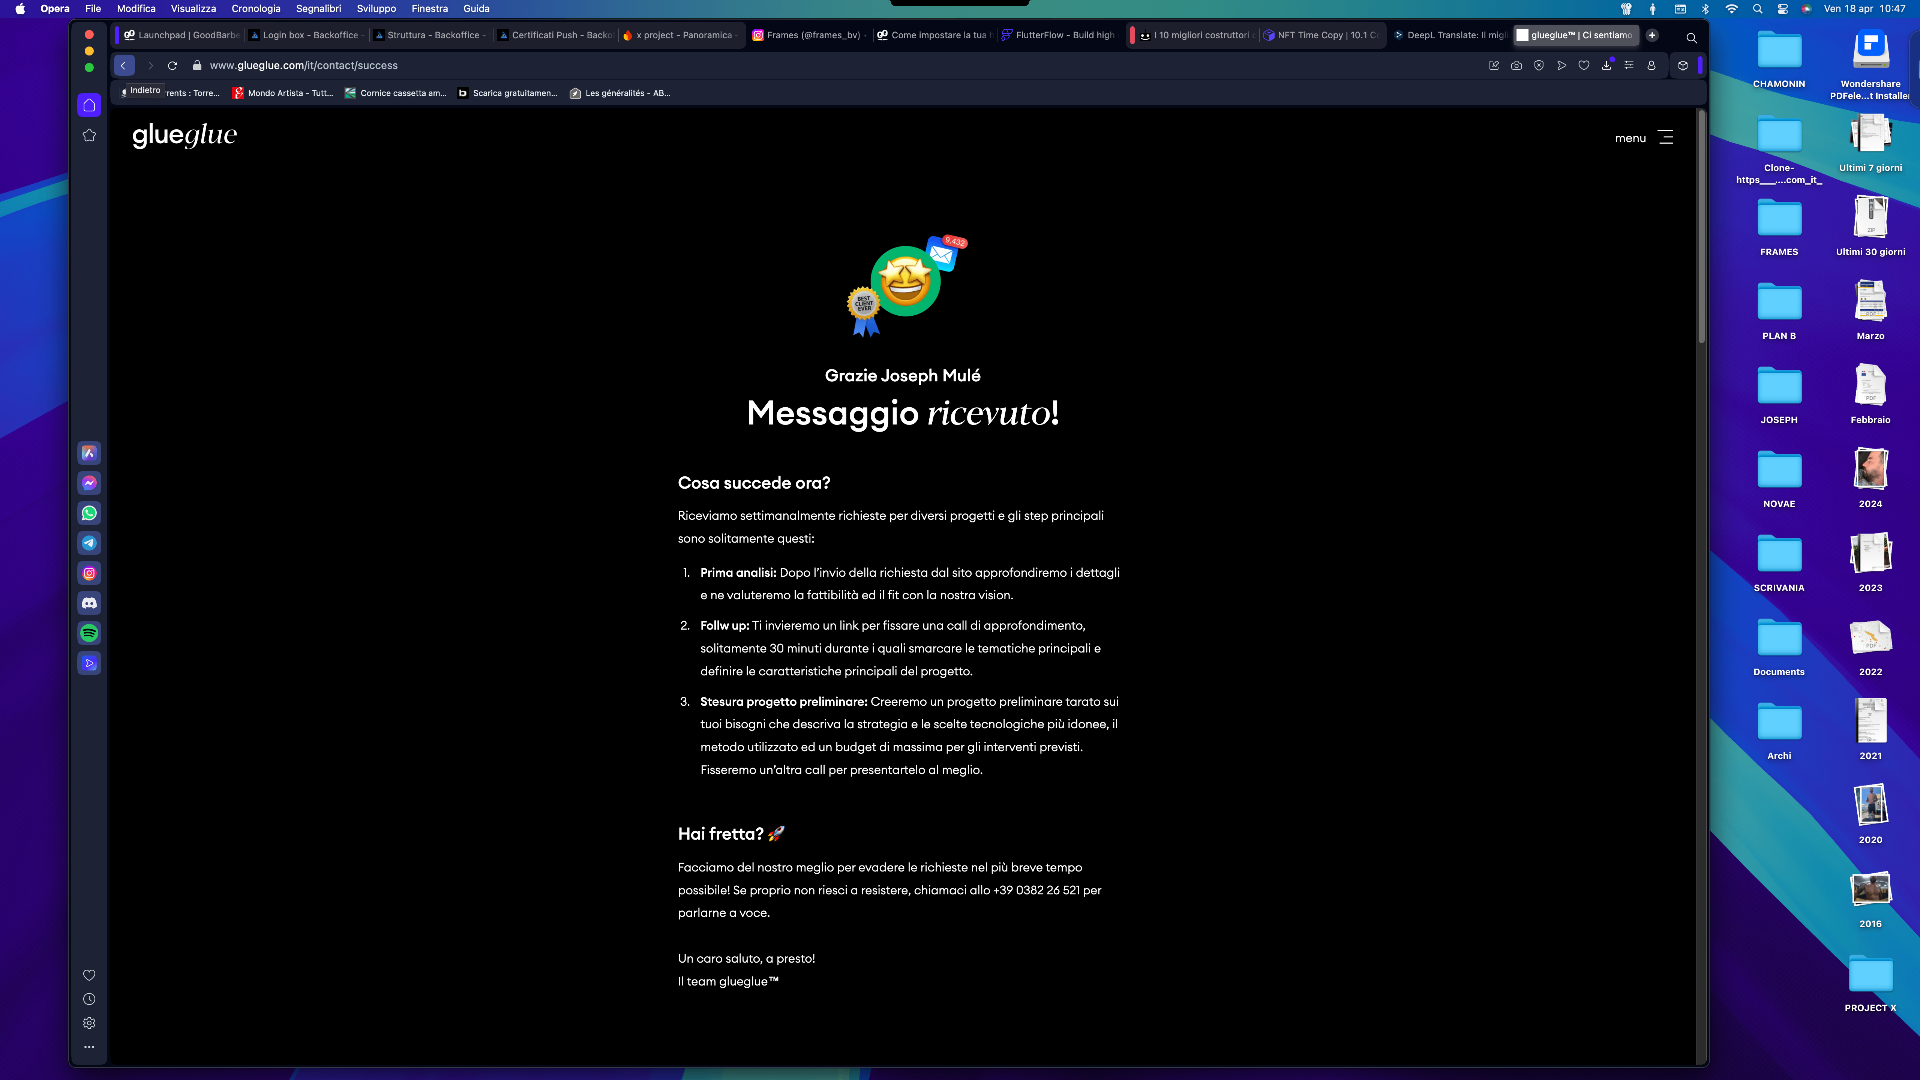 Opera File Modifica Visualizza Cronologia Segnalibri Sviluppo Finestra Guida
Ven 18 apr 10:47
Launchpad | GoodBarbe
Login box - Backoffice
Struttura - Backoffice
Certificati Push - Backo
x project - Panoramica
Frames (@frames_bv)
Come impostare la tua
FlutterFlow - Build high
I 10 migliori costruttori
NFT Time Copy | 10.1 C
DeepL Translate: Il migli
glueglue™ | Ci sentiamo
www.glueglue.com/it/contact/success
Indietro
rents : Torre...
Mondo Artista - Tutt...
Cornice cassetta am...
Scarica gratuitamen...
Les généralités - AB...
glueglue
menu
9,432
BEST
CLIENT
EVER
Grazie Joseph Mulé
Messaggio ricevuto!
Cosa succede ora?
Riceviamo settimanalmente richieste per diversi progetti e gli step principali
sono solitamente questi:
1. Prima analisi: Dopo l'invio della richiesta dal sito approfondiremo i dettagli
e ne valuteremo la fattibilità ed il fit con la nostra vision.
2. Follw up: Ti invieremo un link per fissare una call di approfondimento,
solitamente 30 minuti durante i quali smarcare le tematiche principali e
definire le caratteristiche principali del progetto.
3. Stesura progetto preliminare: Creeremo un progetto preliminare tarato sui
tuoi bisogni che descriva la strategia e le scelte tecnologiche più idonee, il
metodo utilizzato ed un budget di massima per gli interventi previsti.
Fisseremo un'altra call per presentartelo al meglio.
Hai fretta? 🚀
Facciamo del nostro meglio per evadere le richieste nel più breve tempo
possibile! Se proprio non riesci a resistere, chiamaci allo +39 0382 26 521 per
parlarne a voce.
Un caro saluto, a presto!
Il team glueglue™
CHAMONIN
Wondershare
PDFele...t Installer
Clone-
https___....com_it_
Ultimi 7 giorni
FRAMES
ZIP
Ultimi 30 giorni
PLAN B
PDF
Marzo
JOSEPH
PDF
Febbraio
NOVAE
2024
SCRIVANIA
2023
Documents
PDF
2022
Archi
2021
2020
2016
PROJECT X